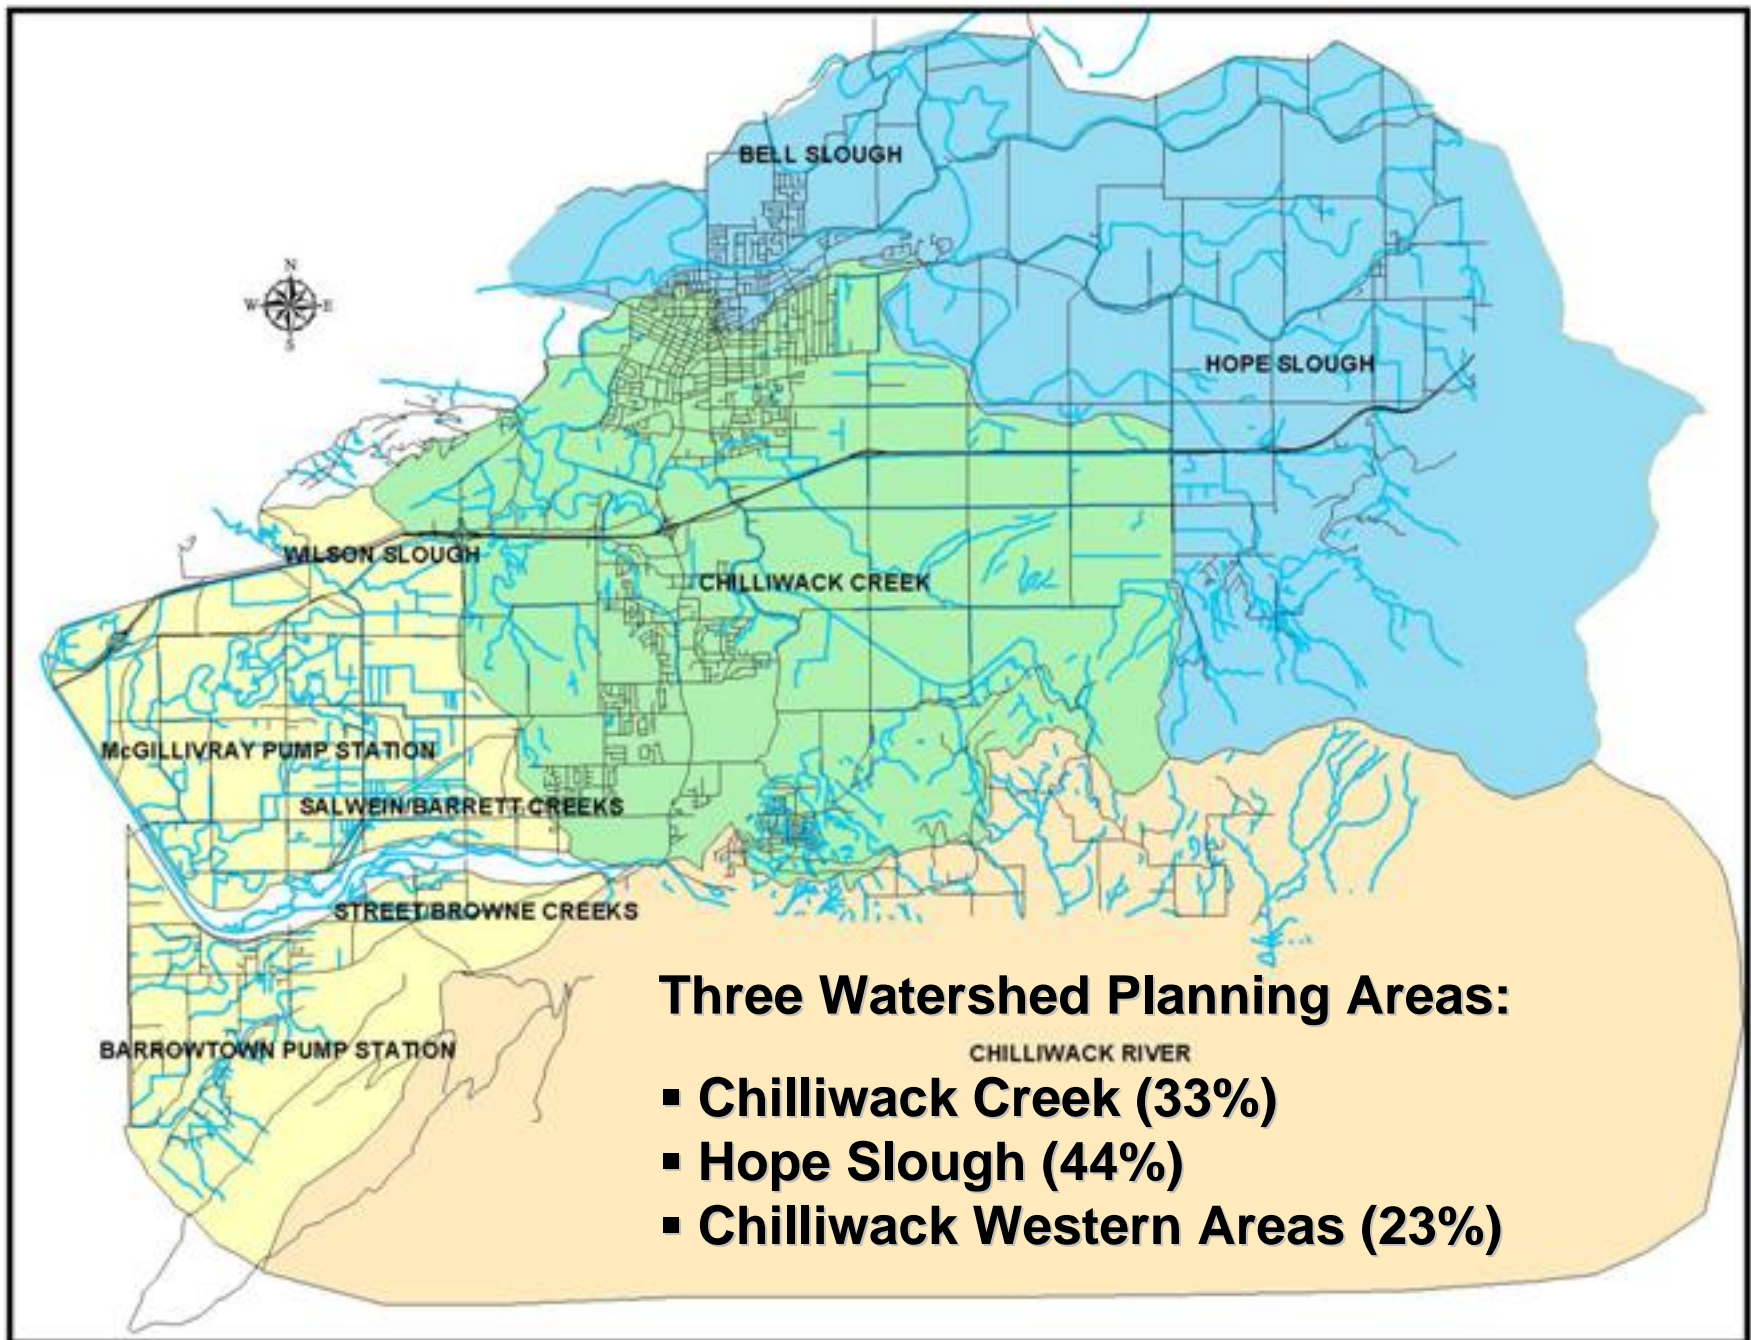 BELL SLOUGH
N
W E
S
HOPE SLOUGH
WILSON SLOUGH
CHILLIWACK CREEK
McGILLIVRAY PUMP STATION
SALWEIN/BARRETT CREEKS
STREET/BROWNE CREEKS
Three Watershed Planning Areas:
BARROWTOWN PUMP STATION
CHILLIWACK RIVER
▪ Chilliwack Creek (33%)
▪ Hope Slough (44%)
▪ Chilliwack Western Areas (23%)